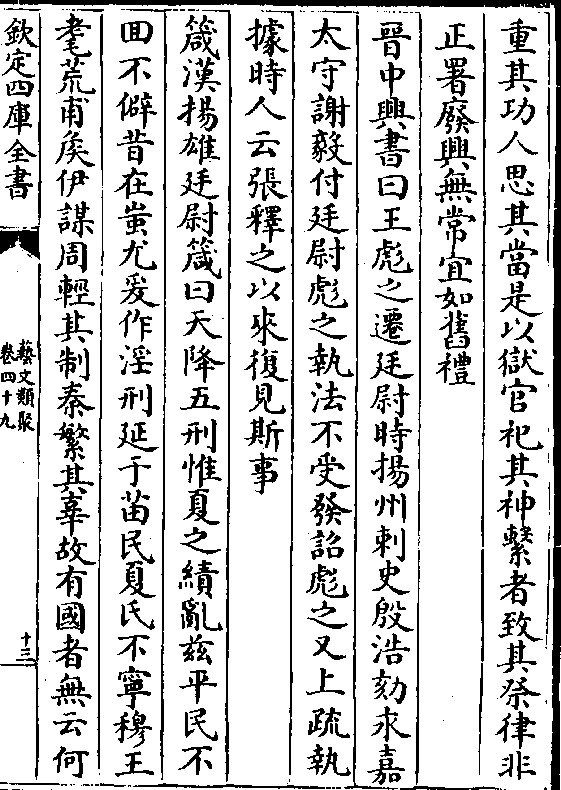 重其功人思其當是以獄官祀其神繫者致其祭律非
正署廢興無常宜如舊禮
晉中興書曰王彪之遷廷尉時揚州刺史殷浩劾永嘉
太守謝毅付廷尉彪之執法不受發詔彪之又上疏執
據時人云張釋之以來復見斯事
箴漢揚雄廷尉箴曰天降五刑惟夏之績亂兹平民不
回不僻昔在蚩尤爰作淫刑延于苗民夏氏不寧穆王
耄荒甫矦伊謀周輕其制秦繁其辜故有國者無云何
欽定四庫全書
藝文類聚
卷四十九
十三